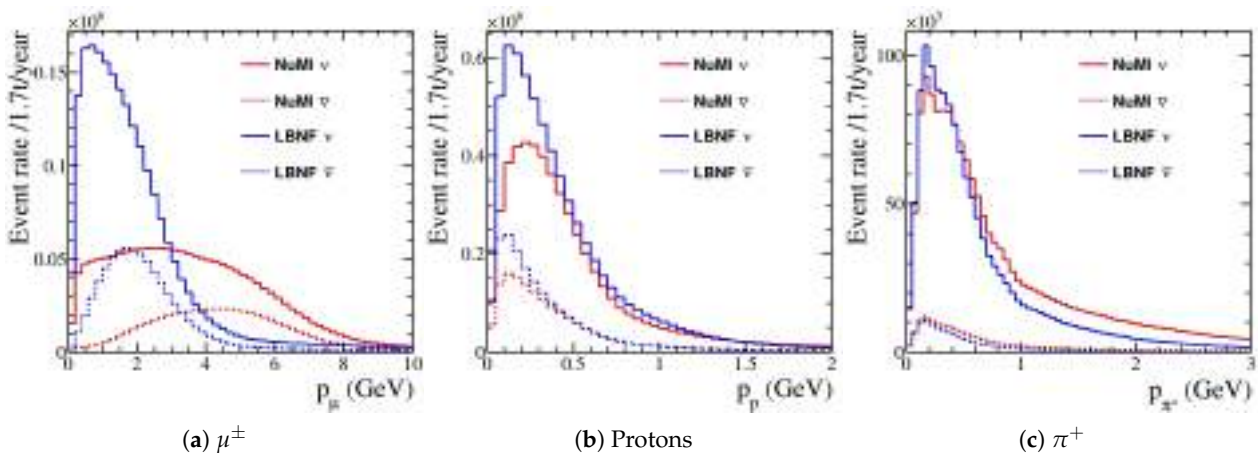 ×10⁶ ×10⁶ ×10³
Event rate /1.7t/year
0.15
0.1
0.05
0
NuMI ν
NuMI ν̄
LBNF ν
LBNF ν̄
0 2 4 6 8 10
p_μ (GeV)
(a) μ±
Event rate /1.7t/year
0.6
0.4
0.2
0
NuMI ν
NuMI ν̄
LBNF ν
LBNF ν̄
0 0.5 1 1.5 2
p_p (GeV)
(b) Protons
Event rate /1.7t/year
100
50
0
NuMI ν
NuMI ν̄
LBNF ν
LBNF ν̄
0 1 2 3
p_π⁺ (GeV)
(c) π⁺